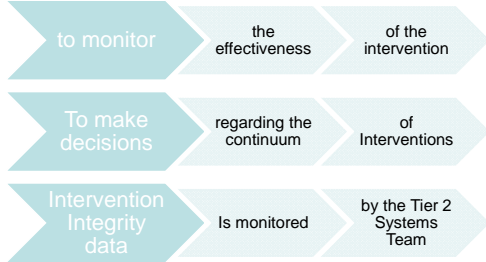 to monitor
the
effectiveness
of the
intervention
To make
decisions
regarding the
continuum
of
Interventions
Intervention
Integrity
data
Is monitored
by the Tier 2
Systems
Team